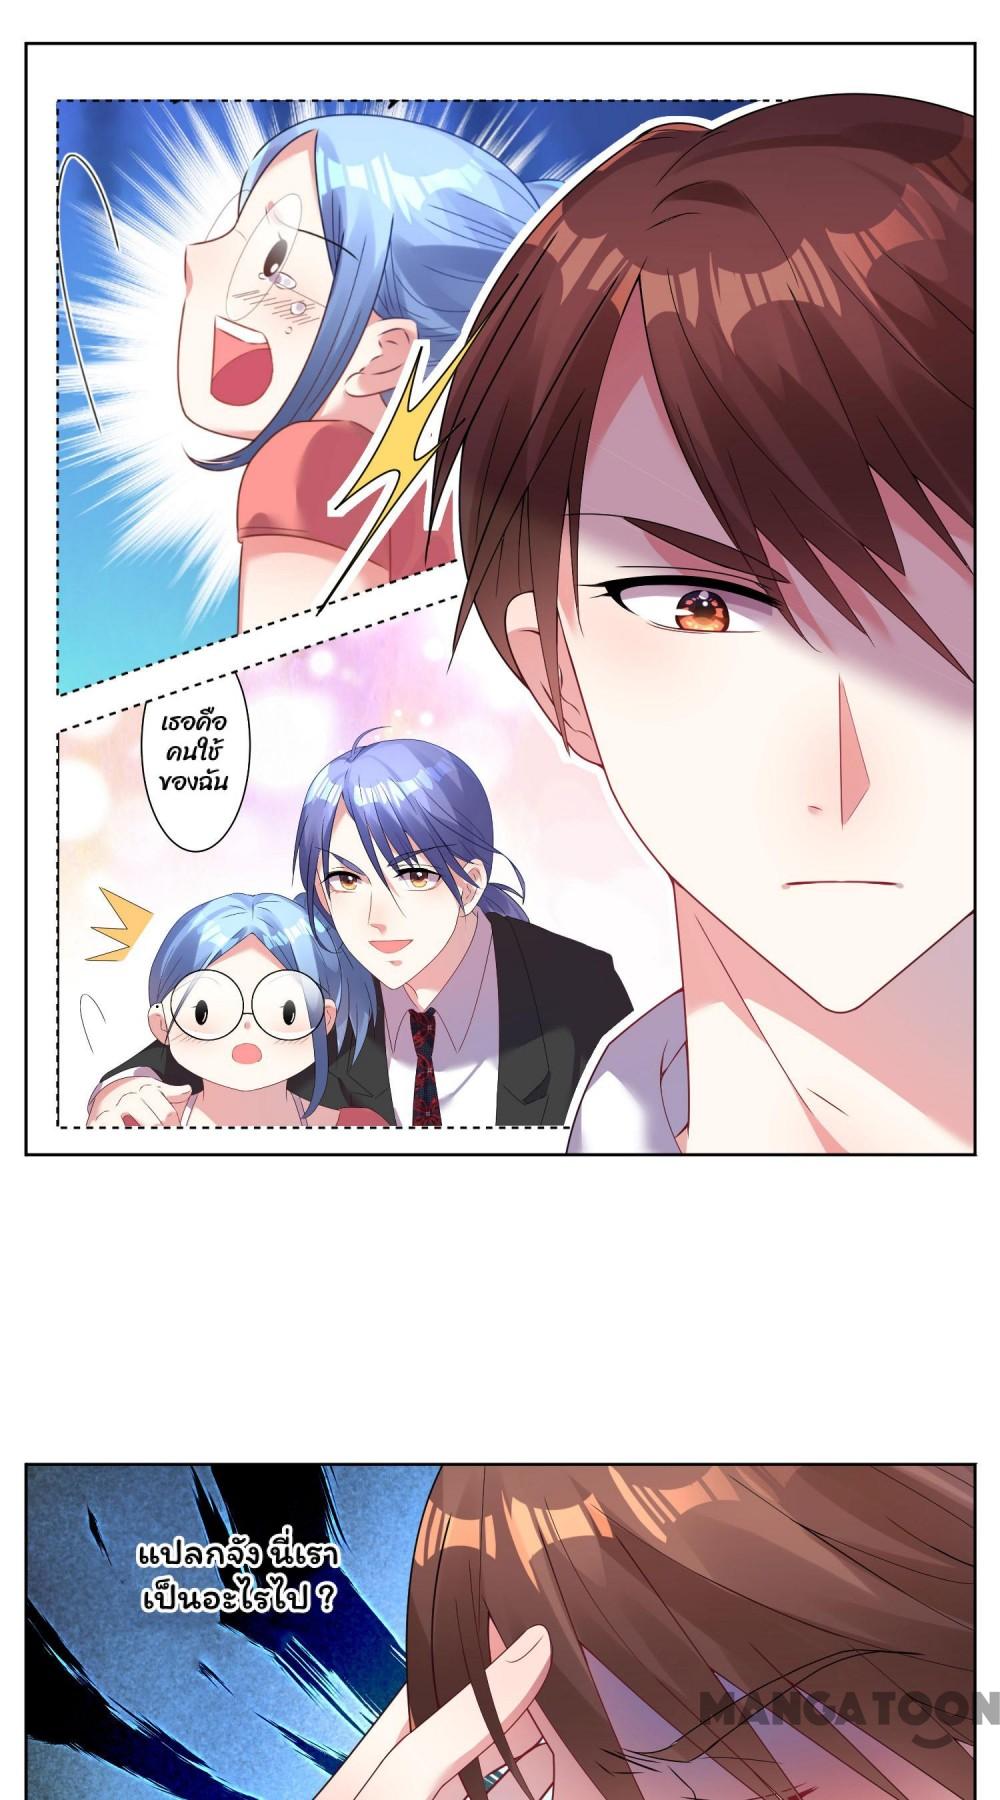 เธอคือ
คนใช้
ของฉัน
แปลกจัง นี่เรา
เป็นอะไรไป ?
MANGATOON